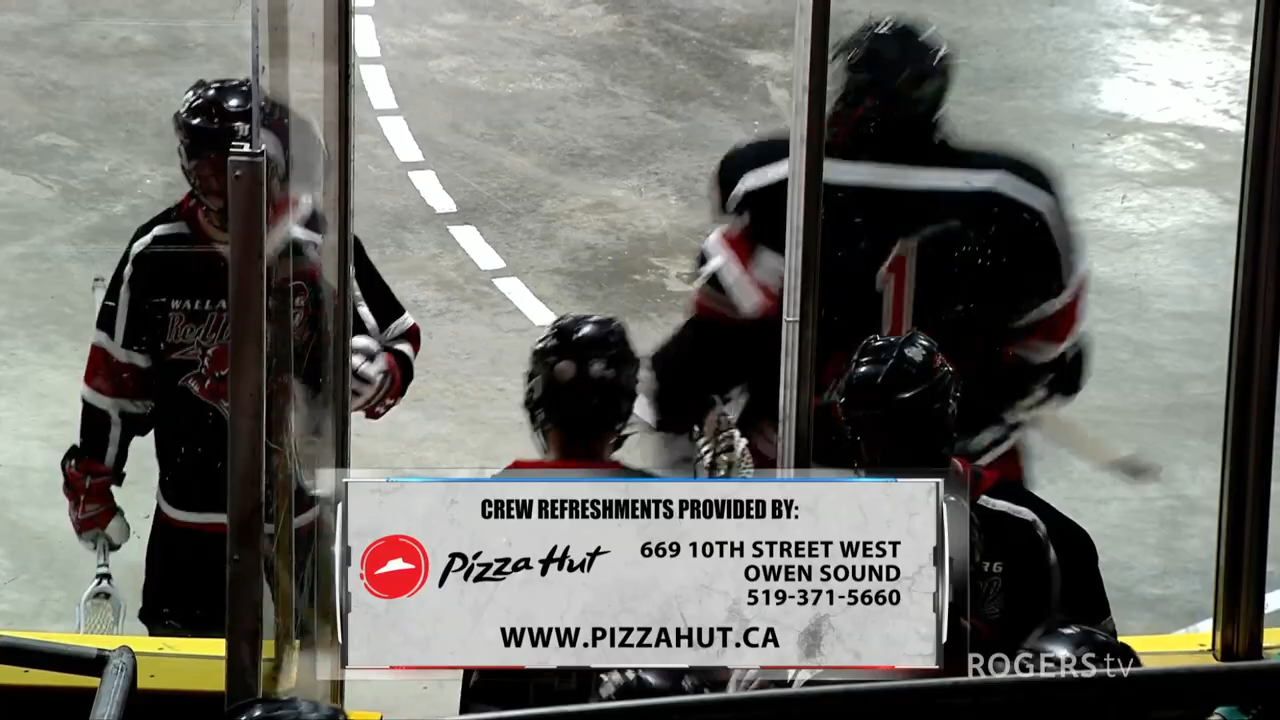 WALLA
Red
1
CREW REFRESHMENTS PROVIDED BY:
Pizza Hut
669 10TH STREET WEST
OWEN SOUND
519-371-5660
WWW.PIZZAHUT.CA
ROGERS tv